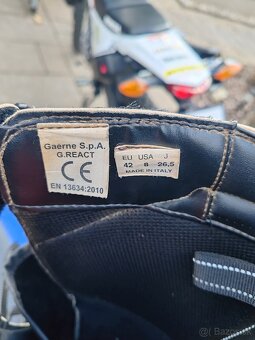 Gaerne S.p.A.
G.REACT
CE
EN 13634:2010
EU USA J
42 8 26,5
MADE IN ITALY